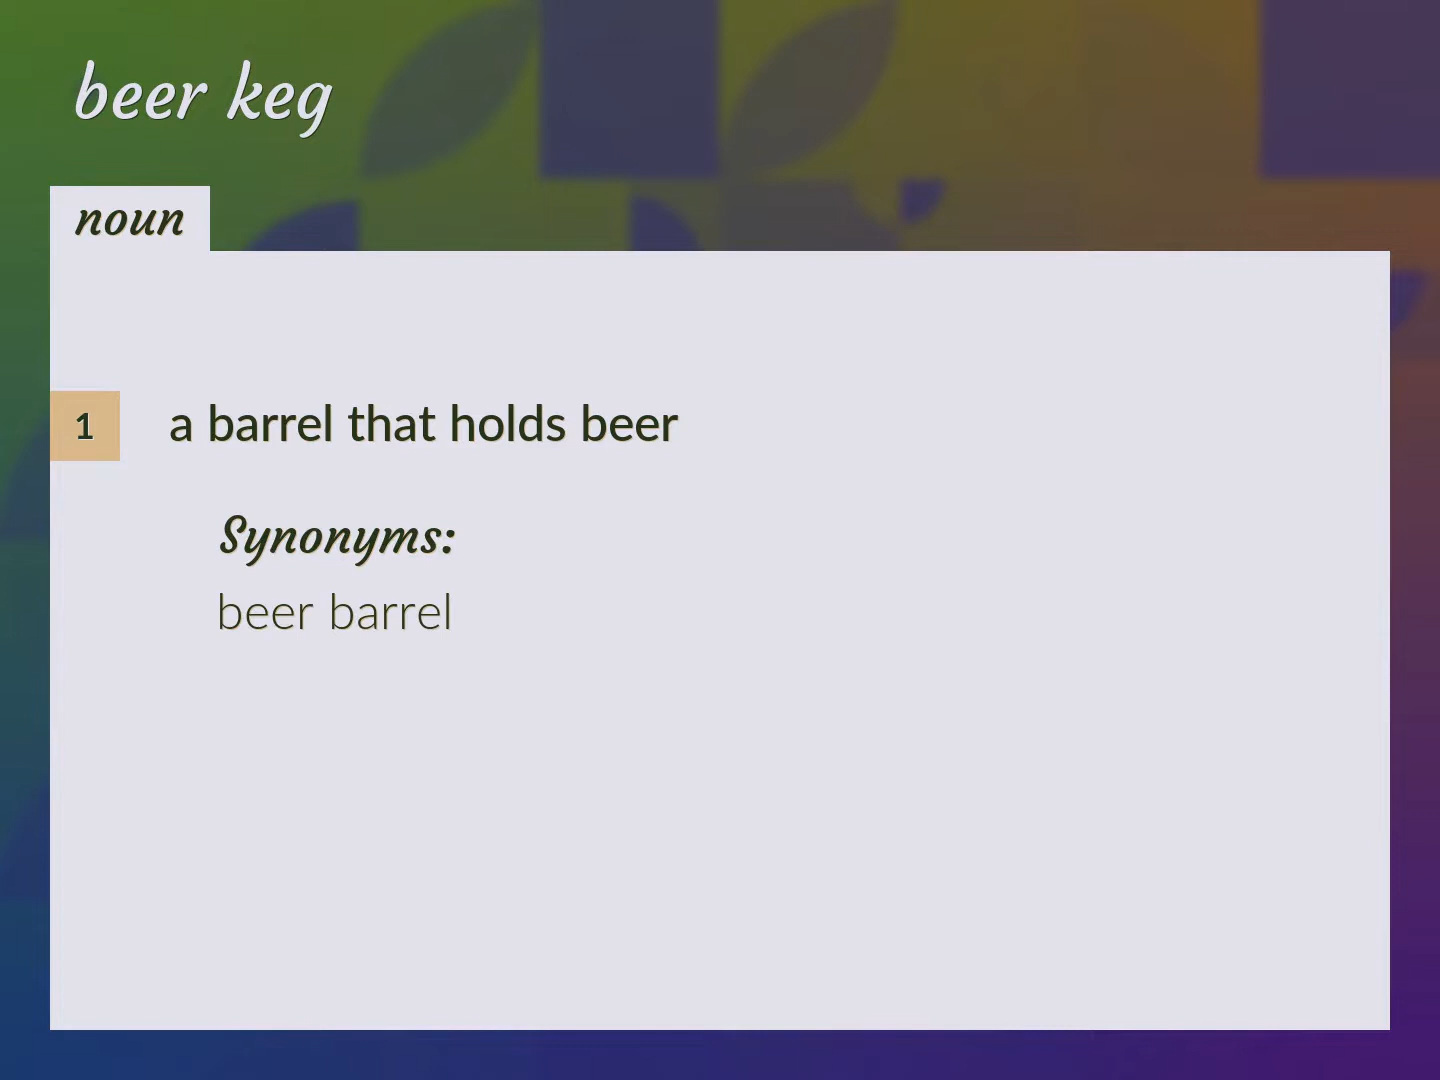 beer keg
noun
1 a barrel that holds beer
Synonyms:
beer barrel